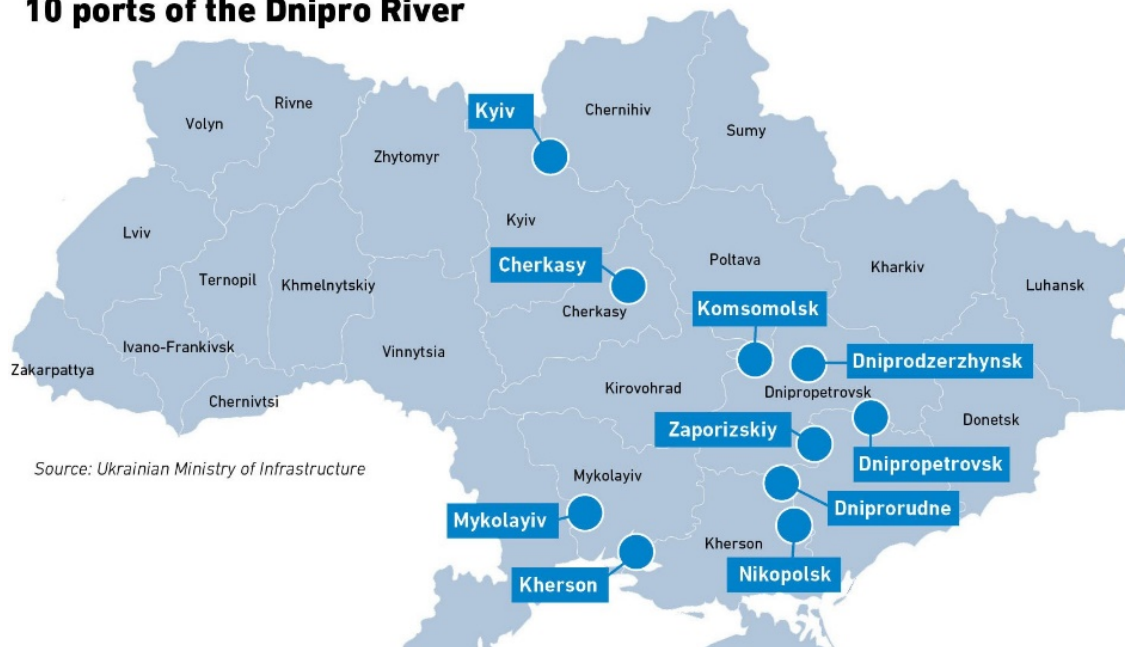 10 ports of the Dnipro River
Volyn
Rivne
Kyiv
Chernihiv
Sumy
Zhytomyr
Lviv
Kyiv
Ternopil
Khmelnytskiy
Cherkasy
Cherkasy
Poltava
Kharkiv
Luhansk
Komsomolsk
Zakarpattya
Ivano-Frankivsk
Vinnytsia
Chernivtsi
Kirovohrad
Dniprodzerzhynsk
Dnipropetrovsk
Zaporizskiy
Donetsk
Dnipropetrovsk
Source: Ukrainian Ministry of Infrastructure
Mykolayiv
Mykolayiv
Dniprorudne
Kherson
Kherson
Nikopolsk